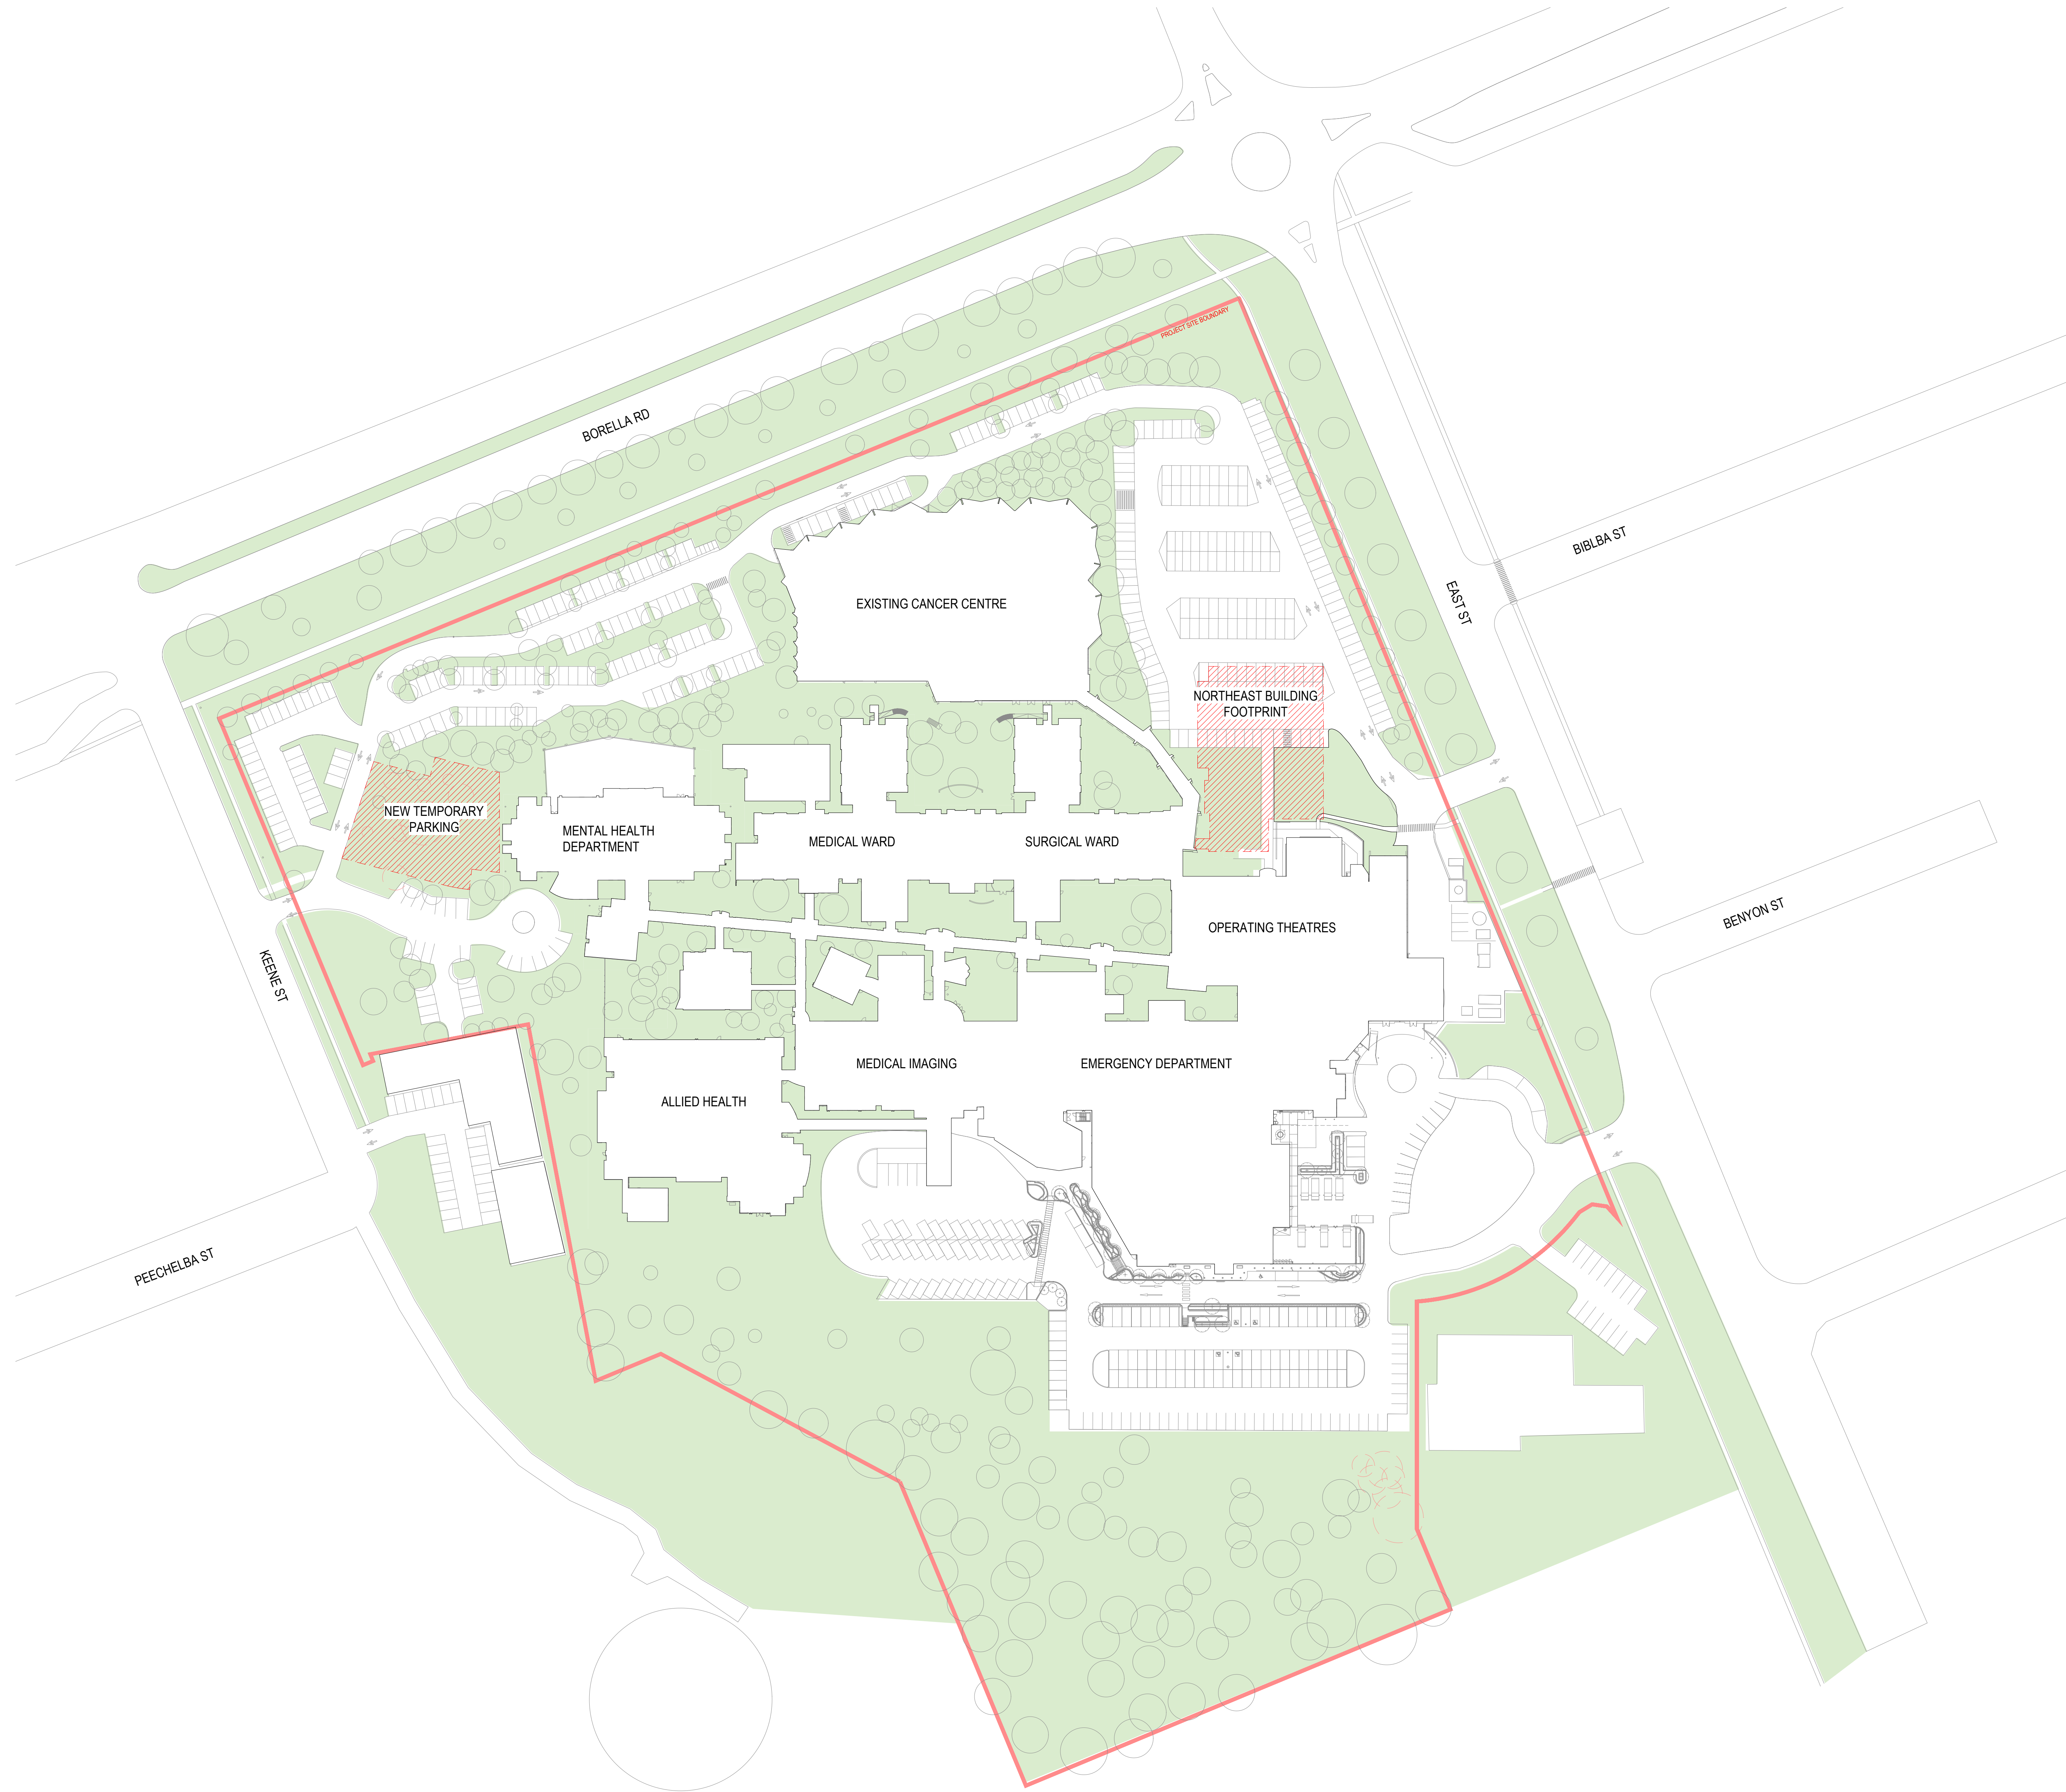 PROJECT SITE BOUNDARY
BORELLA RD
BIBLBA ST
EAST ST
EXISTING CANCER CENTRE
NORTHEAST BUILDING
FOOTPRINT
NEW TEMPORARY
PARKING
MENTAL HEALTH
DEPARTMENT
MEDICAL WARD
SURGICAL WARD
BENYON ST
OPERATING THEATRES
KEENE ST
MEDICAL IMAGING
EMERGENCY DEPARTMENT
ALLIED HEALTH
PEECHELBA ST